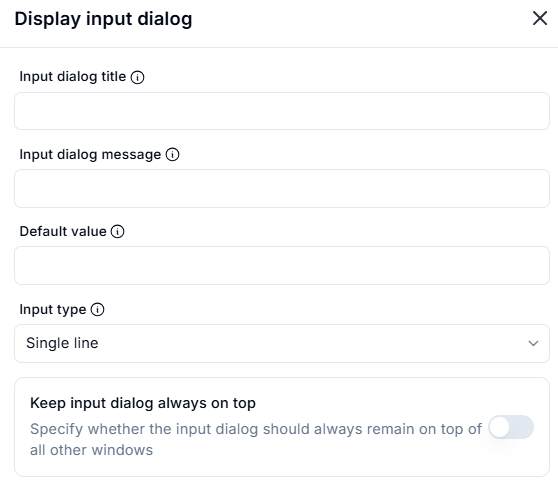 Display input dialog
Input dialog title
Input dialog message
Default value
Input type
Single line
Keep input dialog always on top
Specify whether the input dialog should always remain on top of
all other windows